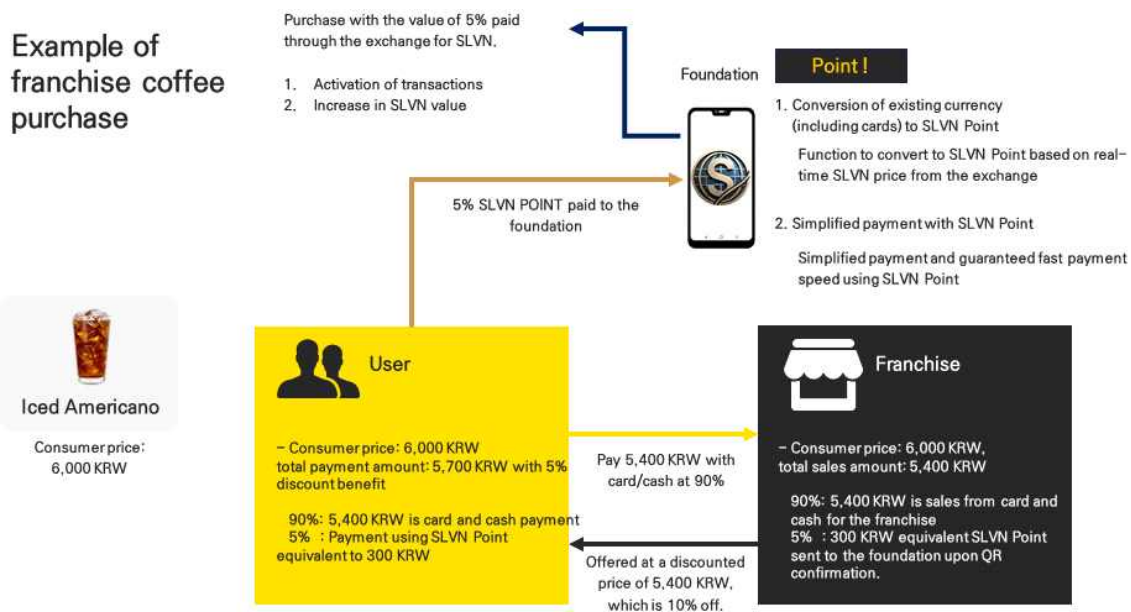 Example of
franchise coffee
purchase
Purchase with the value of 5% paid
through the exchange for SLVN.
1. Activation of transactions
2. Increase in SLVN value
Foundation
Point !
1. Conversion of existing currency
(including cards) to SLVN Point
Function to convert to SLVN Point based on real-
time SLVN price from the exchange
2. Simplified payment with SLVN Point
Simplified payment and guaranteed fast payment
speed using SLVN Point
S
5% SLVN POINT paid to the
foundation
Iced Americano
Consumer price:
6,000 KRW
User
- Consumer price: 6,000 KRW
total payment amount: 5,700 KRW with 5%
discount benefit
90%: 5,400 KRW is card and cash payment
5% : Payment using SLVN Point
equivalent to 300 KRW
Pay 5,400 KRW with
card/cash at 90%
Offered at a discounted
price of 5,400 KRW,
which is 10% off.
Franchise
- Consumer price: 6,000 KRW,
total sales amount: 5,400 KRW
90%: 5,400 KRW is sales from card and
cash for the franchise
5% : 300 KRW equivalent SLVN Point
sent to the foundation upon QR
confirmation.